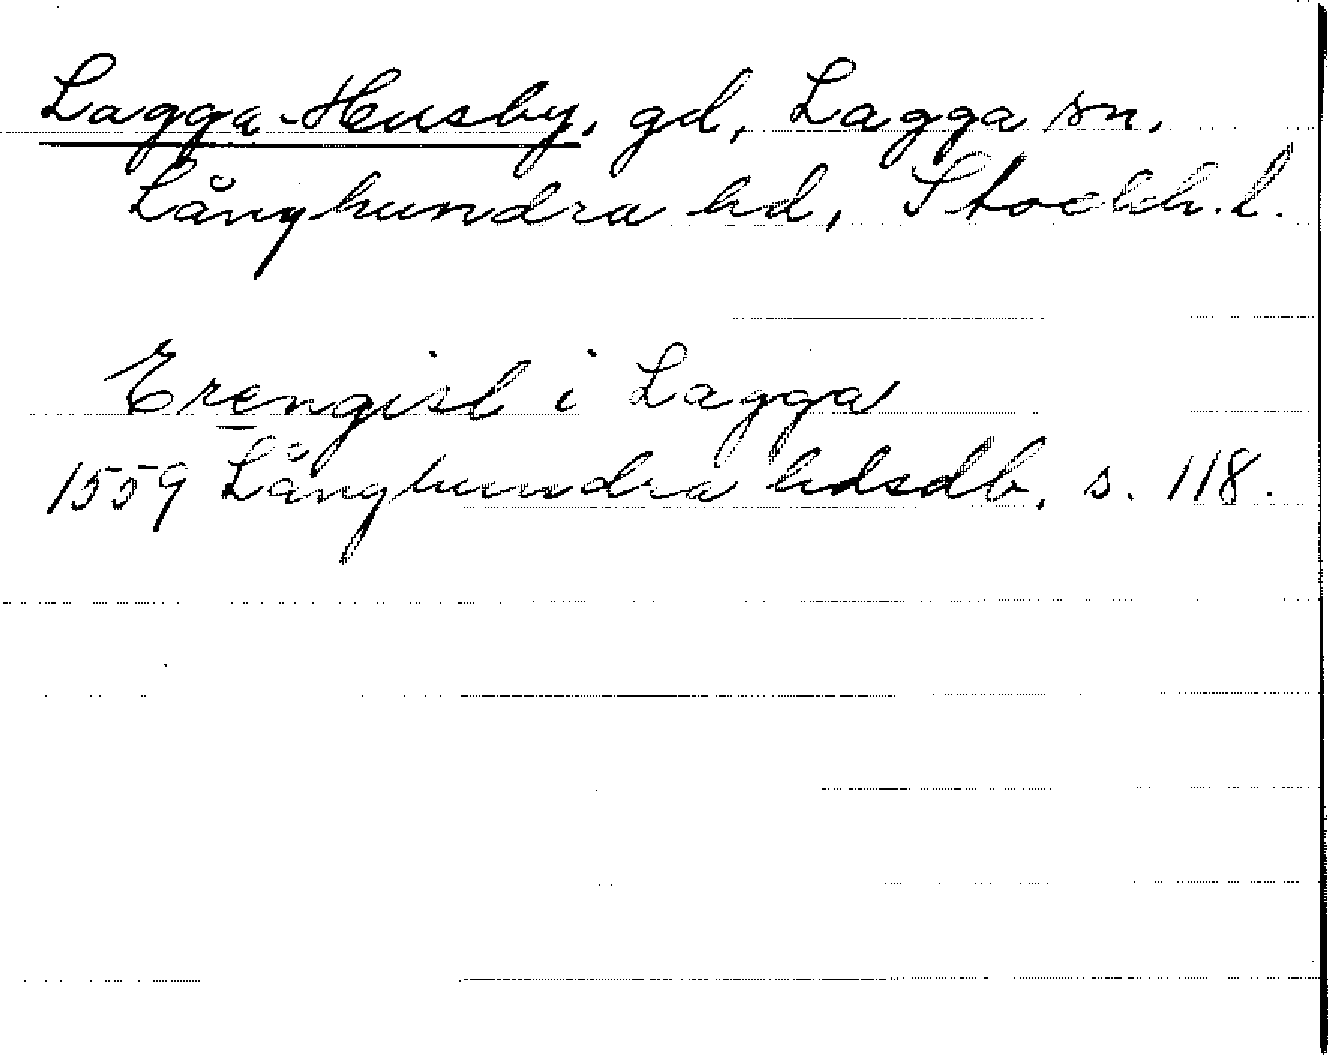 Lagga-Husby, gd, Lagga sn,
Långhundra hd, Stockh. l.
Erengisl i Lagga
1559 Långhundra hdsdb, s. 118.